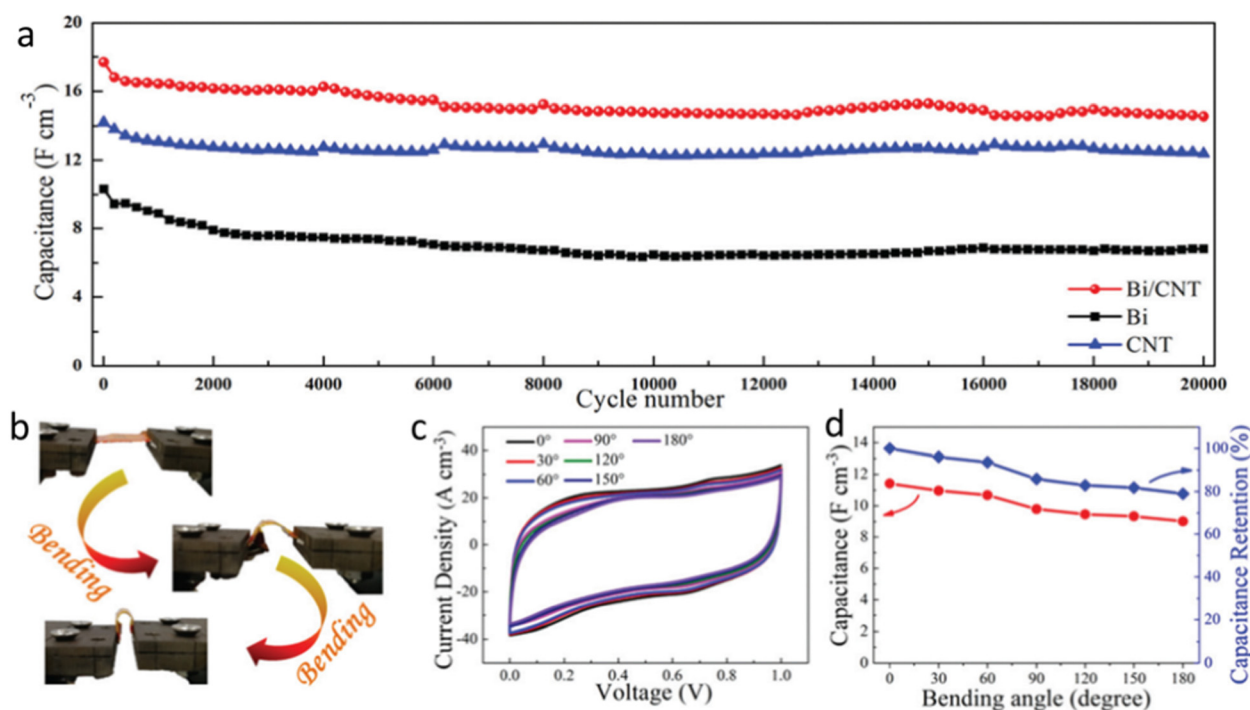 a
Capacitance (F cm⁻³)
20
16
12
8
4
0
0 2000 4000 6000 8000 10000 12000 14000 16000 18000 20000
Cycle number
Bi/CNT
Bi
CNT
b
Bending
Bending
c
Current Density (A cm⁻³)
40
20
0
-20
-40
0° 90° 180°
30° 120°
60° 150°
0.0 0.2 0.4 0.6 0.8 1.0
Voltage (V)
d
Capacitance (F cm⁻³)
14
12
10
8
6
4
2
0
0 30 60 90 120 150 180
Bending angle (degree)
100
80
60
40
20
0
Capacitance Retention (%)